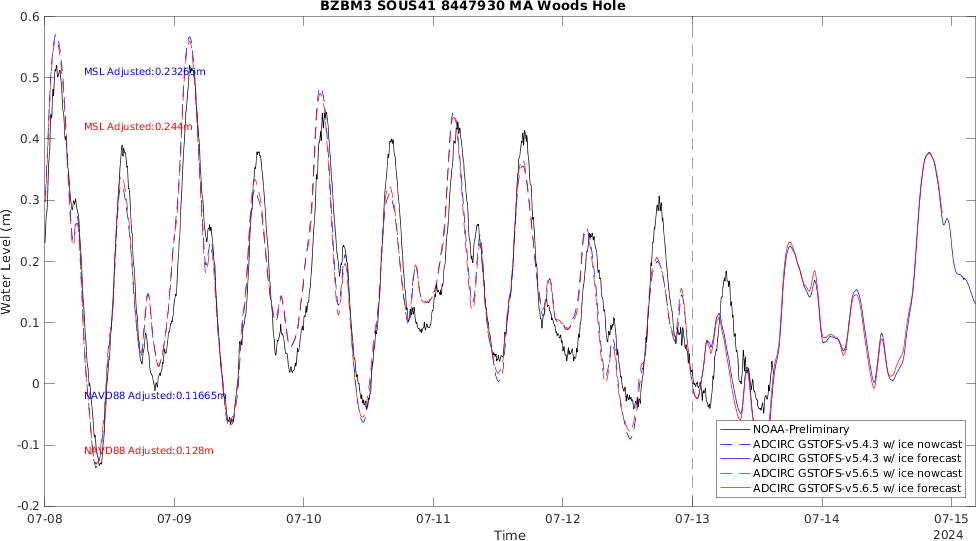 BZBM3 SOUS41 8447930 MA Woods Hole
0.6
0.5
0.4
0.3
0.2
0.1
0
-0.1
-0.2
Water Level (m)
MSL Adjusted:0.23265m
MSL Adjusted:0.244m
NAVD88 Adjusted:0.11665m
NAVD88 Adjusted:0.128m
NOAA-Preliminary
ADCIRC GSTOFS-v5.4.3 w/ ice nowcast
ADCIRC GSTOFS-v5.4.3 w/ ice forecast
ADCIRC GSTOFS-v5.6.5 w/ ice nowcast
ADCIRC GSTOFS-v5.6.5 w/ ice forecast
07-08 07-09 07-10 07-11 07-12 07-13 07-14 07-15
Time
2024